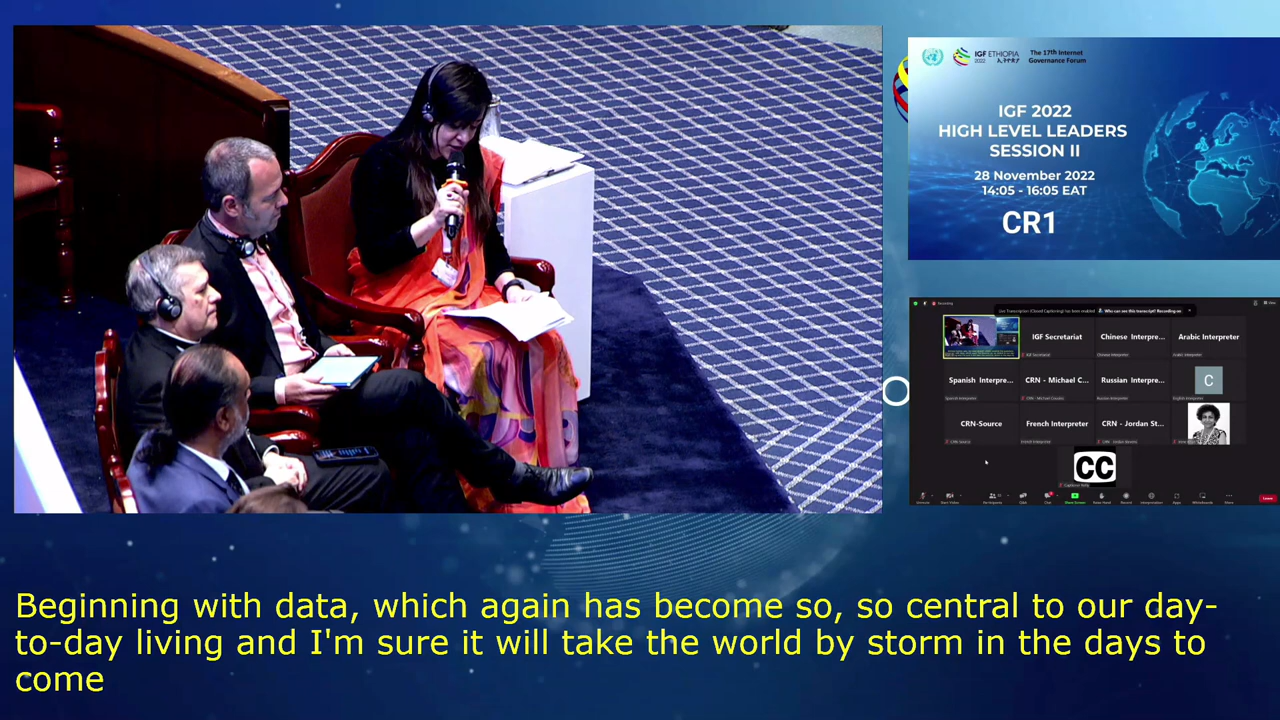 IGF ETHIOPIA
2022 ኢትዮጵያ
The 17th Internet
Governance Forum
IGF 2022
HIGH LEVEL LEADERS
SESSION II
28 November 2022
14:05 - 16:05 EAT
CR1
IGF Secretariat
Chinese Interpre...
Arabic Interpreter
Spanish Interpre...
CRN - Michael C...
Russian Interpre...
C
CRN-Source
French Interpreter
CRN - Jordan St...
CC
Beginning with data, which again has become so, so central to our day-
to-day living and I'm sure it will take the world by storm in the days to
come